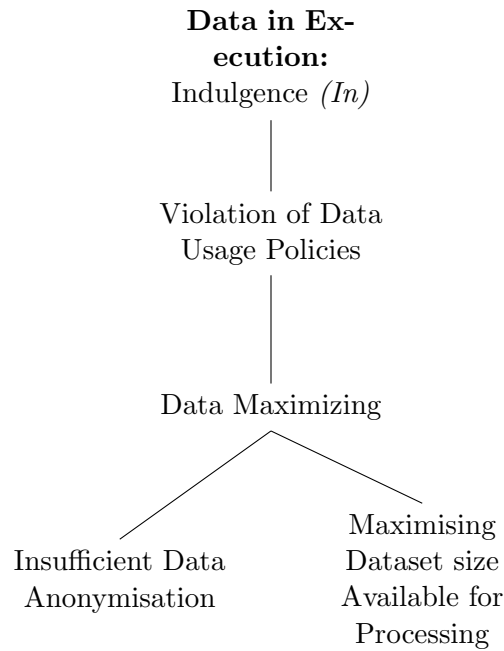 Data in Ex-
ecution:
Indulgence (In)
Violation of Data
Usage Policies
Data Maximizing
Insufficient Data
Anonymisation
Maximising
Dataset size
Available for
Processing